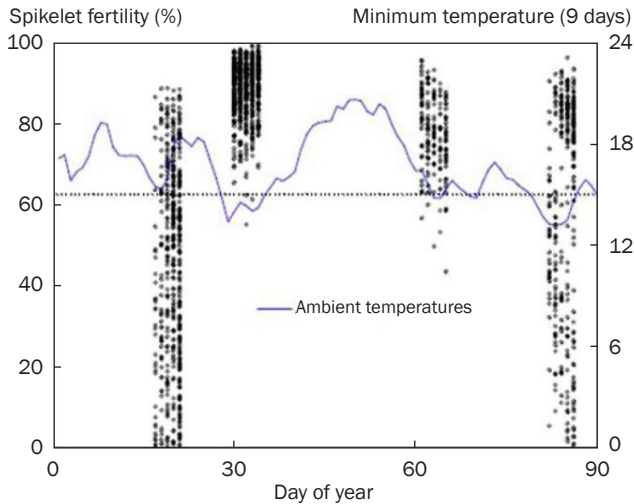 Spikelet fertility (%) Minimum temperature (9 days)
100 24
80 18
60
12
40
Ambient temperatures
6
20
0 0
0 30 60 90
Day of year